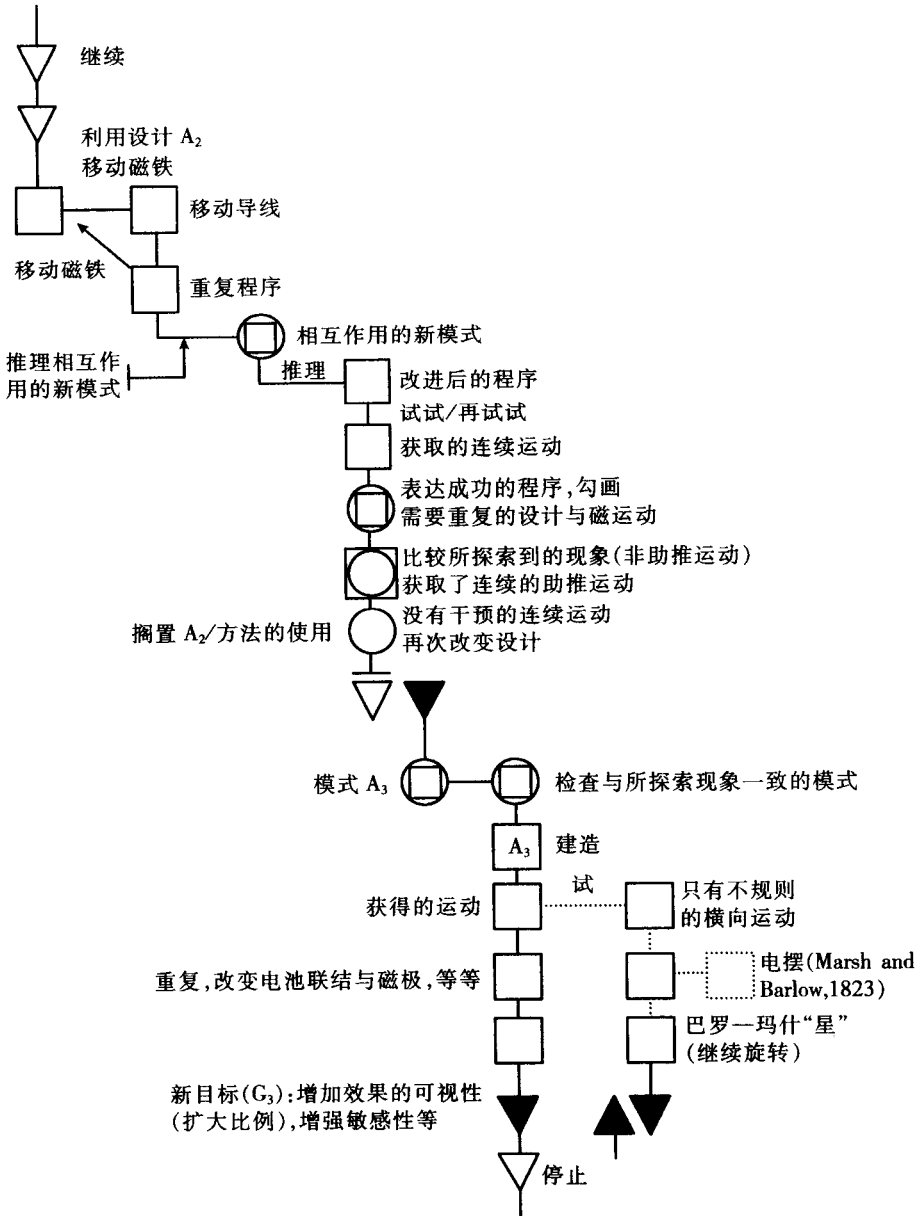 继续
利用设计 A₂
移动磁铁
移动导线
移动磁铁
重复程序
相互作用的新模式
推理相互作
用的新模式
推理
改进后的程序
试试/再试试
获取的连续运动
表达成功的程序,勾画
需要重复的设计与磁运动
比较所探索到的现象(非助推运动)
获取了连续的助推运动
搁置 A₂/方法的使用
没有干预的连续运动
再次改变设计
模式 A₃
检查与所探索现象一致的模式
A₃
建造
获得的运动
试
只有不规则
的横向运动
重复,改变电池联结与磁极,等等
电摆(Marsh and
Barlow,1823)
巴罗—玛什“星”
(继续旋转)
新目标(G₃):增加效果的可视性
(扩大比例),增强敏感性等
停止